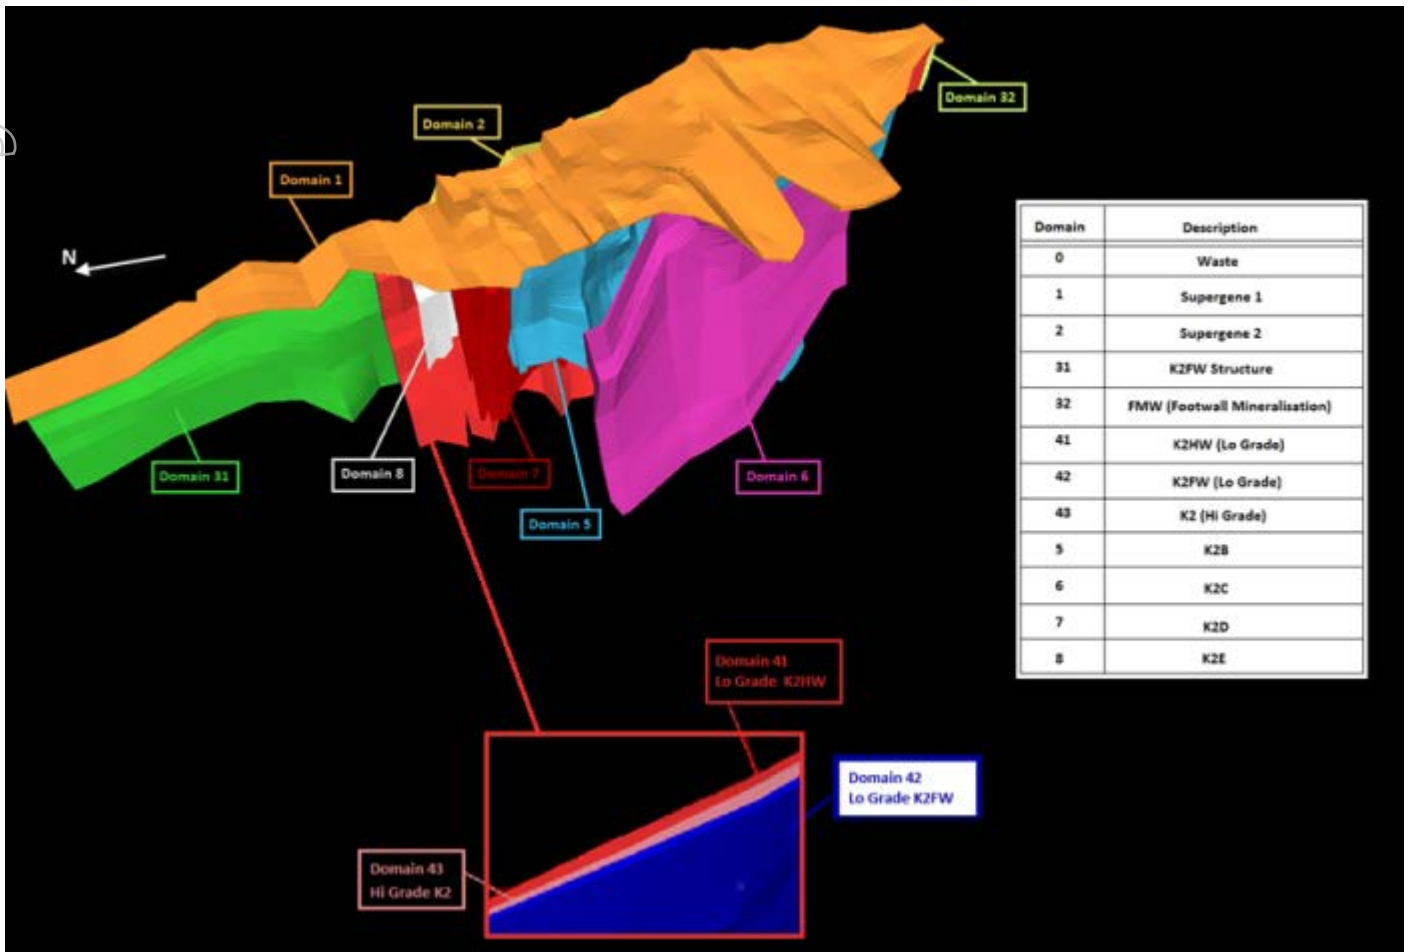 Domain 32
Domain 2
Domain 1
N
Domain 31
Domain 8
Domain 7
Domain 6
Domain 5
Domain Description
0 Waste
1 Supergene 1
2 Supergene 2
31 K2FW Structure
32 FMW (Footwall Mineralisation)
41 K2HW (Lo Grade)
42 K2FW (Lo Grade)
43 K2 (Hi Grade)
5 K2B
6 K2C
7 K2D
8 K2E
Domain 41
Lo Grade K2HW
Domain 42
Lo Grade K2FW
Domain 43
Hi Grade K2